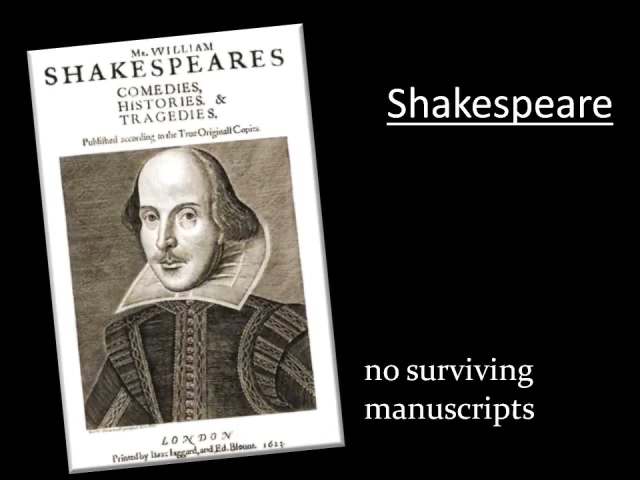 Mr. WILLIAM
SHAKESPEARES
COMEDIES,
HISTORIES. &
TRAGEDIES.
Published according to the True Originall Copies.
LONDON
Printed by Isaac Iaggard, and Ed. Blount. 1623.
Shakespeare
no surviving
manuscripts